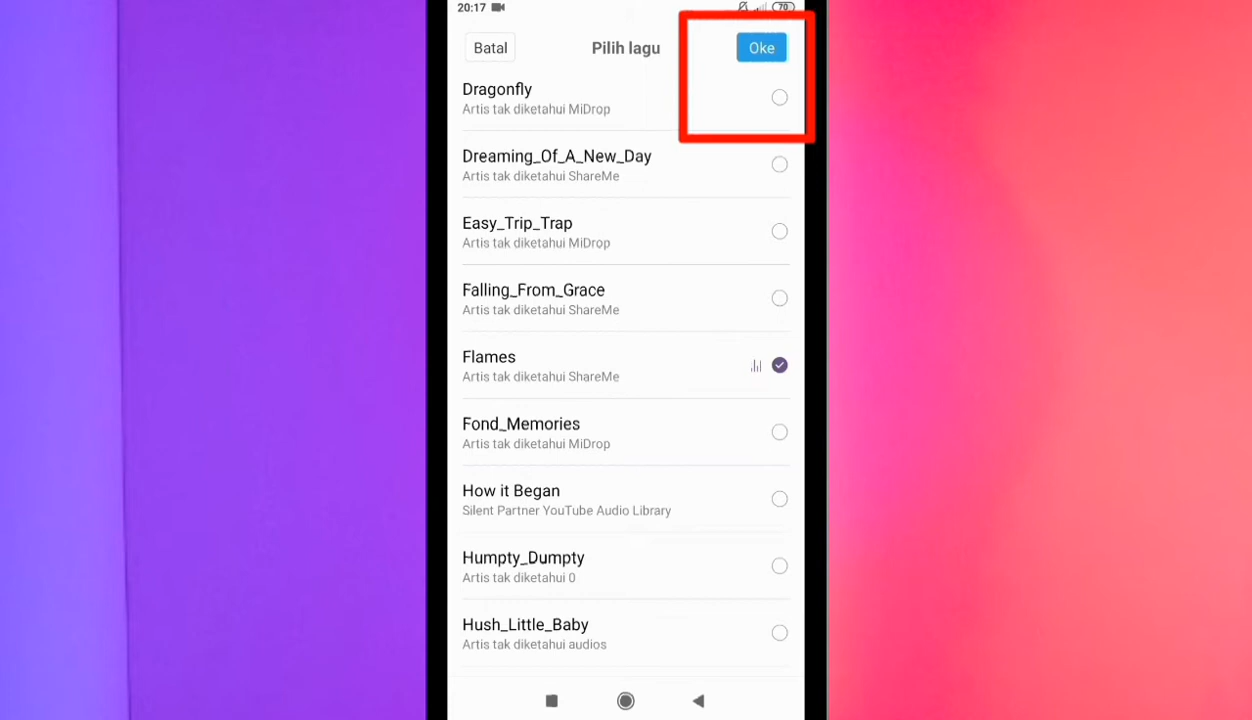 20:17
70
Batal
Pilih lagu
Oke
Dragonfly
Artis tak diketahui MiDrop
Dreaming_Of_A_New_Day
Artis tak diketahui ShareMe
Easy_Trip_Trap
Artis tak diketahui MiDrop
Falling_From_Grace
Artis tak diketahui ShareMe
Flames
Artis tak diketahui ShareMe
Fond_Memories
Artis tak diketahui MiDrop
How it Began
Silent Partner YouTube Audio Library
Humpty_Dumpty
Artis tak diketahui 0
Hush_Little_Baby
Artis tak diketahui audios